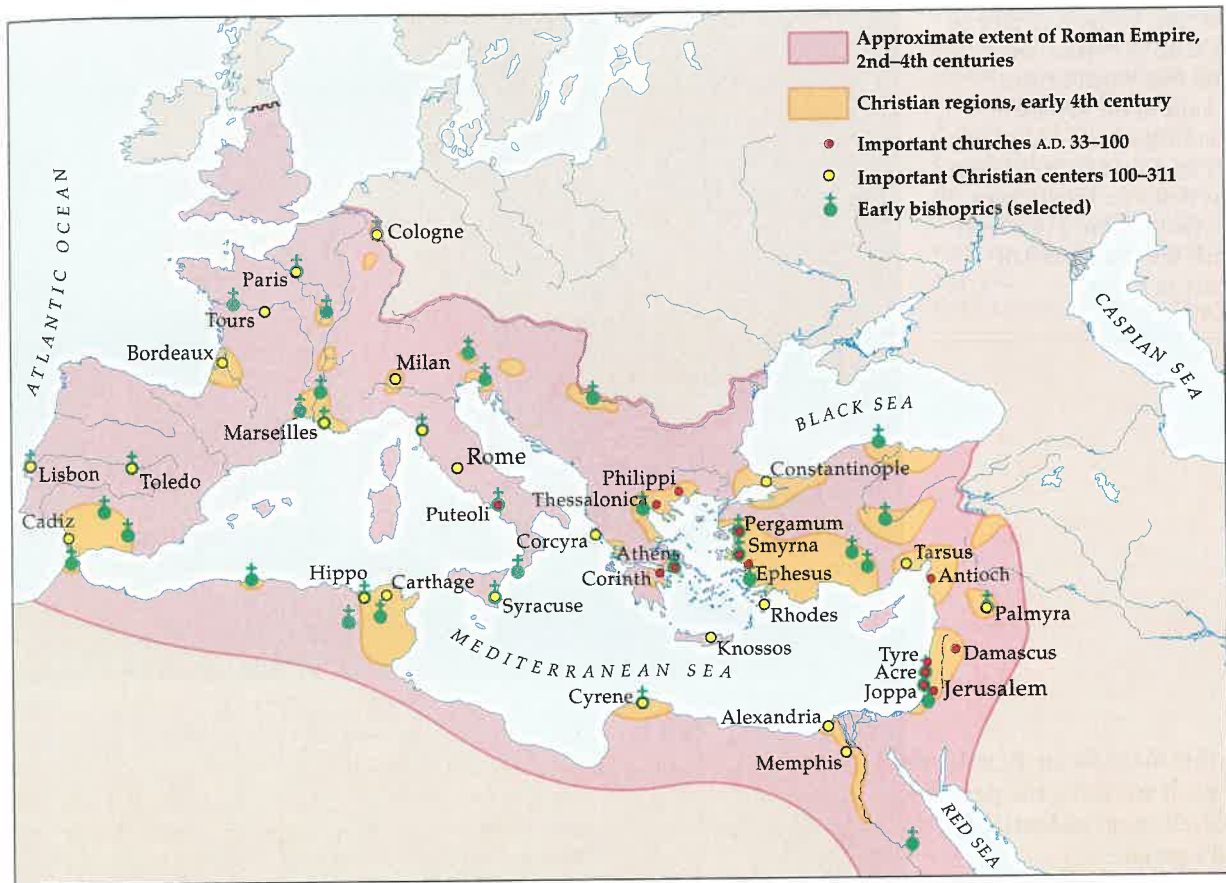 Approximate extent of Roman Empire,
2nd–4th centuries
Christian regions, early 4th century
Important churches A.D. 33–100
Important Christian centers 100–311
Early bishoprics (selected)
ATLANTIC OCEAN
Cologne
Paris
Tours
CASPIAN SEA
Bordeaux
Milan
BLACK SEA
Marseilles
Rome
Constantinople
Lisbon
Toledo
Philippi
Thessalonica
Puteoli
Cadiz
Corcyra
Pergamum
Smyrna
Athens
Tarsus
Hippo
Carthage
Corinth
Ephesus
Antioch
Syracuse
Rhodes
Palmyra
MEDITERRANEAN SEA
Knossos
Tyre
Damascus
Acre
Joppa
Jerusalem
Cyrene
Alexandria
Memphis
RED SEA